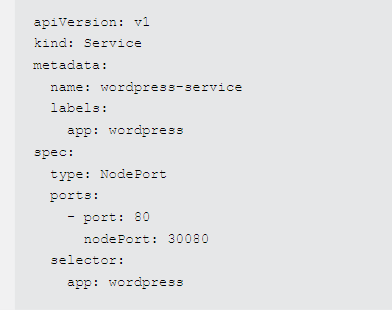 apiVersion: v1
kind: Service
metadata:
  name: wordpress-service
  labels:
    app: wordpress
spec:
  type: NodePort
  ports:
    - port: 80
      nodePort: 30080
  selector:
    app: wordpress